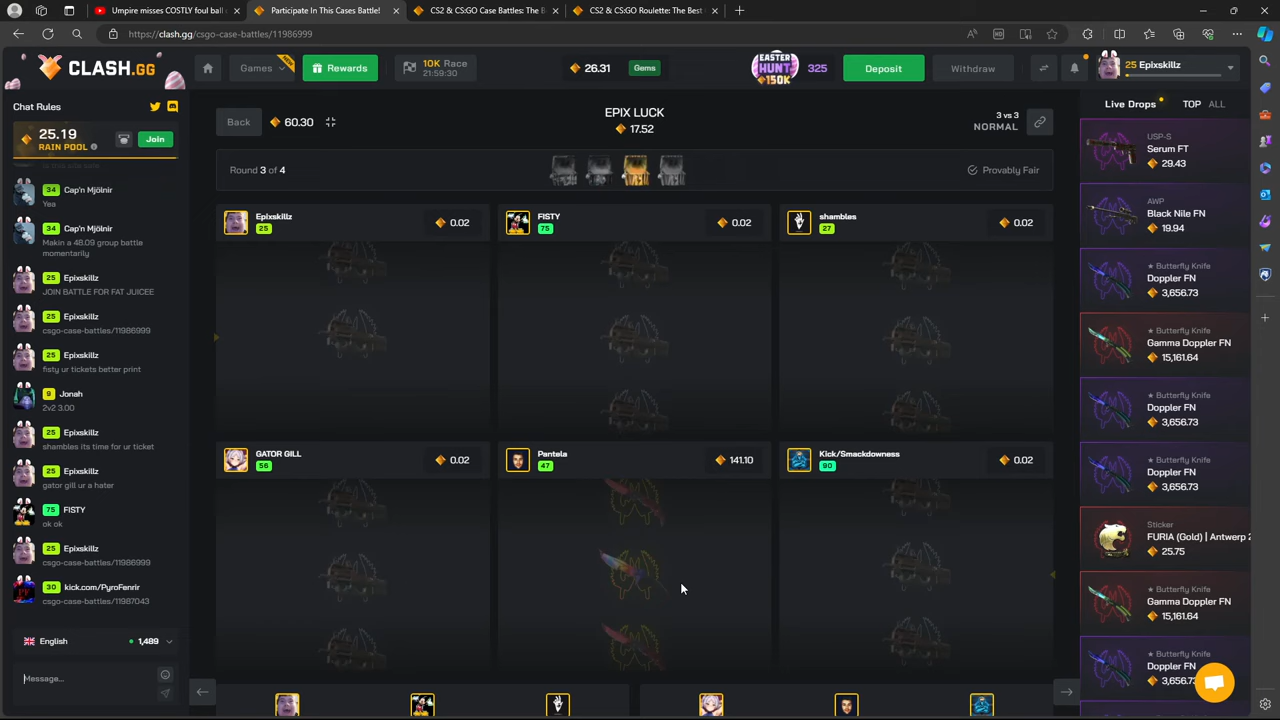 Umpire misses COSTLY foul ball
Participate In This Cases Battle!
CS2 & CS:GO Case Battles: The B
CS2 & CS:GO Roulette: The Best
https://clash.gg/csgo-case-battles/11986999
CLASH.GG
Games
NEW
Rewards
10K Race
21:59:30
26.31
Gems
EASTER
HUNT
150K
325
Deposit
Withdraw
25 Epixskillz
Chat Rules
25.19
RAIN POOL
Join
34 Cap'n Mjölnir
Yea
34 Cap'n Mjölnir
Makin a 48.09 group battle
momentarily
25 Epixskillz
JOIN BATTLE FOR FAT JUICEE
25 Epixskillz
csgo-case-battles/11986999
25 Epixskillz
fisty ur tickets better print
9 Jonah
2v2 3.00
25 Epixskillz
shambles its time for ur ticket
25 Epixskillz
gator gill ur a hater
75 FISTY
ok ok
25 Epixskillz
csgo-case-battles/11986999
30 kick.com/PyroFenrir
csgo-case-battles/11987043
English
1,489
Message...
Back
60.30
EPIX LUCK
17.52
3 vs 3
NORMAL
Round 3 of 4
Provably Fair
Epixskillz
25
0.02
FISTY
75
0.02
shambles
27
0.02
GATOR GILL
56
0.02
Pantela
47
141.10
Kick/Smackdowness
90
0.02
Live Drops
TOP
ALL
USP-S
Serum FT
29.43
AWP
Black Nile FN
19.94
★ Butterfly Knife
Doppler FN
3,656.73
★ Butterfly Knife
Gamma Doppler FN
15,161.64
★ Butterfly Knife
Doppler FN
3,656.73
★ Butterfly Knife
Doppler FN
3,656.73
Sticker
FURIA (Gold) | Antwerp 2
25.75
★ Butterfly Knife
Gamma Doppler FN
15,161.64
★ Butterfly Knife
Doppler FN
3,656.73